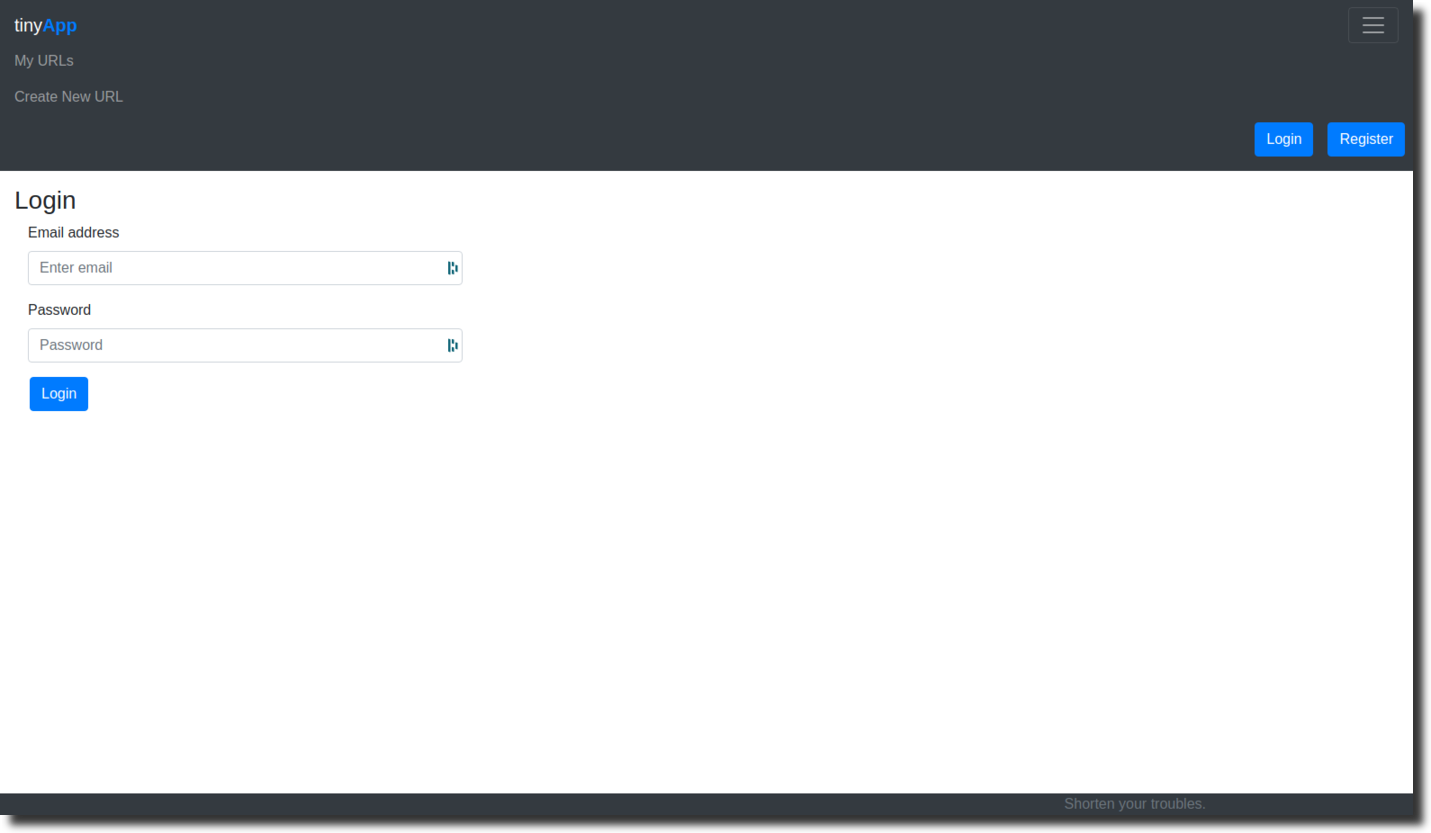 tinyApp
My URLs
Create New URL
Login Register
Login
Email address
Enter email
Password
Password
Login
Shorten your troubles.